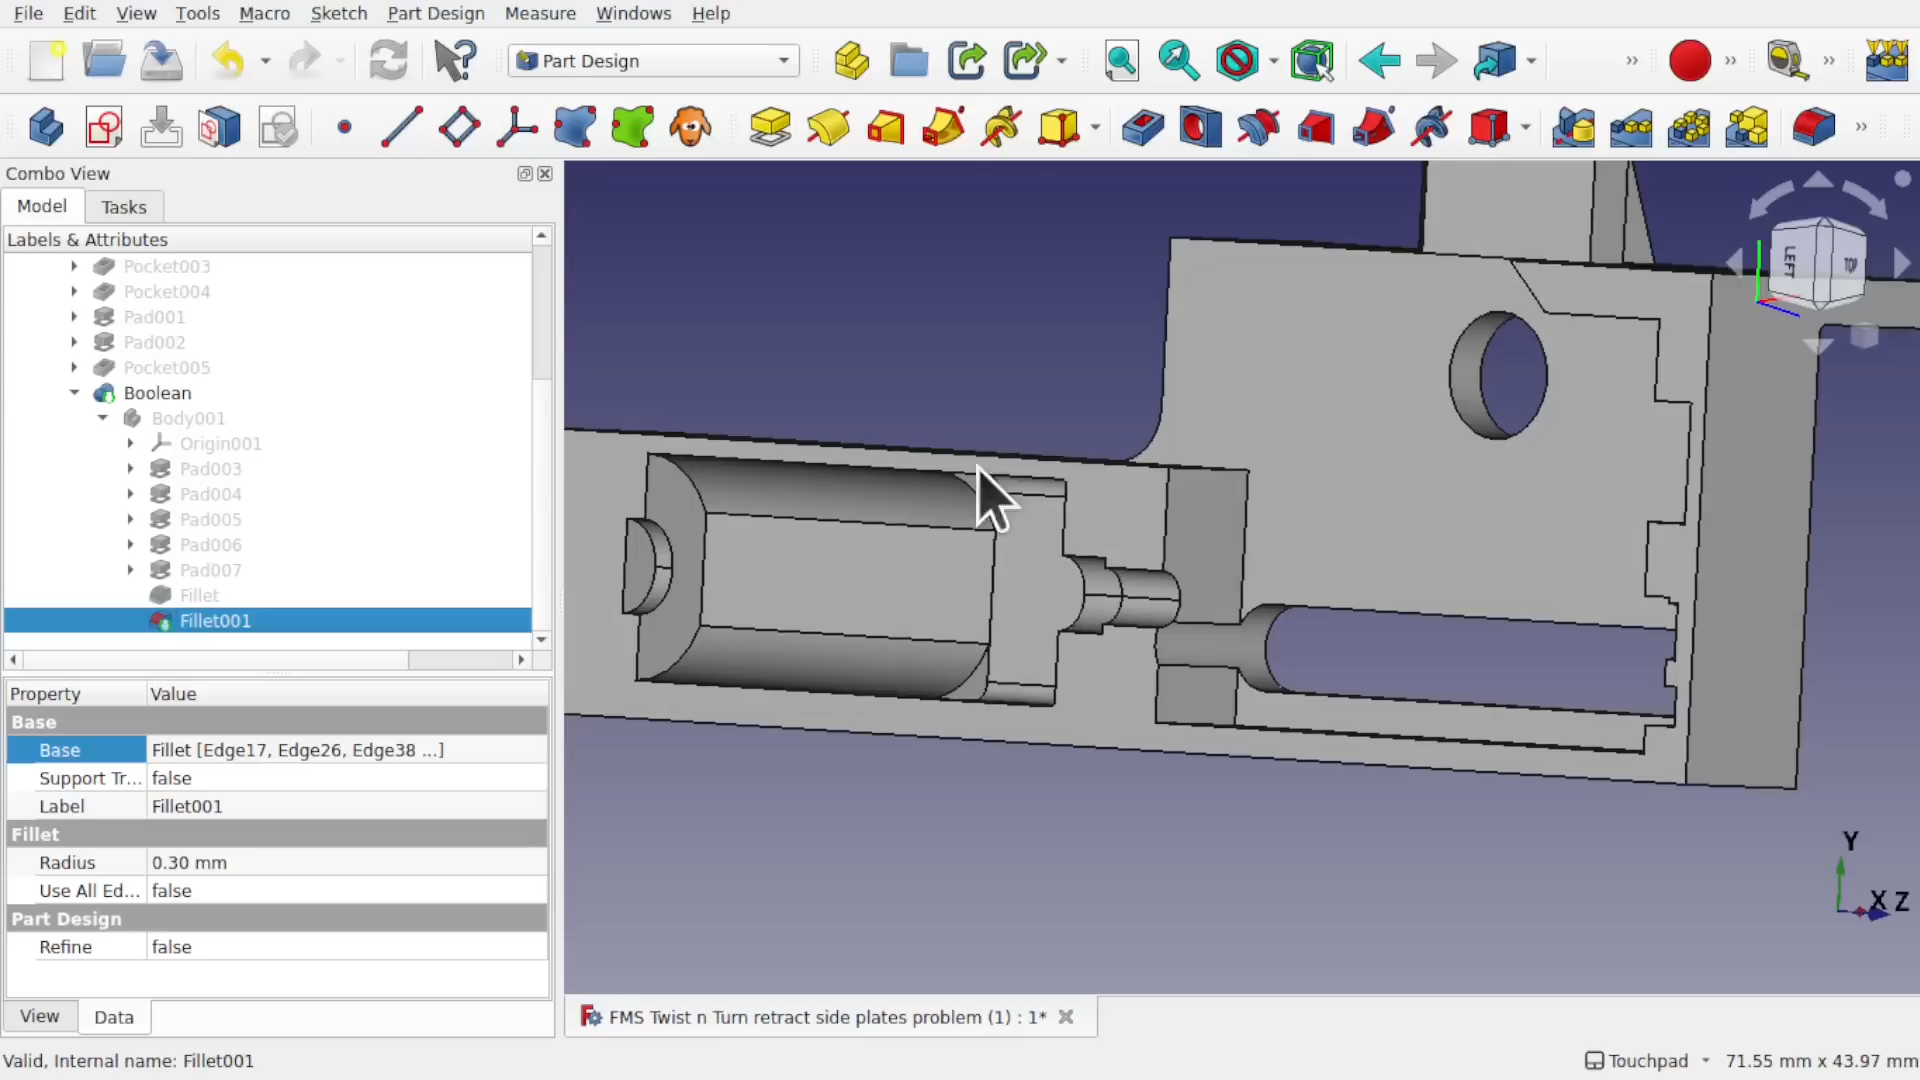 File Edit View Tools Macro Sketch Part Design Measure Windows Help
Part Design
Combo View
Model Tasks
Labels & Attributes
Pocket003
Pocket004
Pad001
Pad002
Pocket005
Boolean
Body001
Origin001
Pad003
Pad004
Pad005
Pad006
Pad007
Fillet
Fillet001
Property Value
Base
Base Fillet [Edge17, Edge26, Edge38 ...]
Support Tr... false
Label Fillet001
Fillet
Radius 0.30 mm
Use All Ed... false
Part Design
Refine false
View Data
LEFT TOP
Y
X Z
FMS Twist n Turn retract side plates problem (1) : 1*
Valid, Internal name: Fillet001
Touchpad 71.55 mm x 43.97 mm